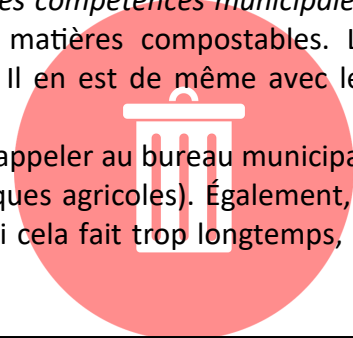 es compétences municipale
matières compostables. L
Il en est de même avec le
appeler au bureau municipa
ques agricoles). Également,
i cela fait trop longtemps,